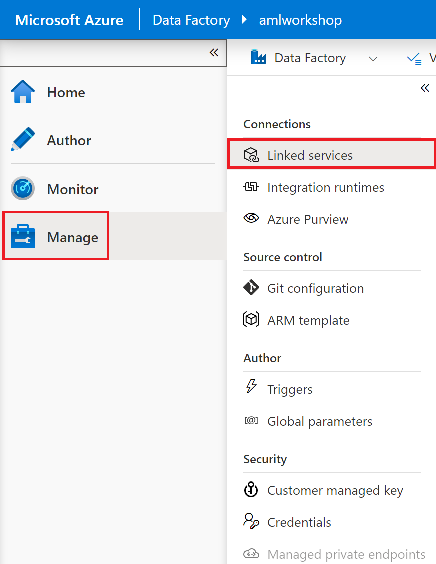 Microsoft Azure Data Factory amlworkshop
Data Factory V
Home
Author
Monitor
Manage
Connections
Linked services
Integration runtimes
Azure Purview
Source control
Git configuration
ARM template
Author
Triggers
Global parameters
Security
Customer managed key
Credentials
Managed private endpoints